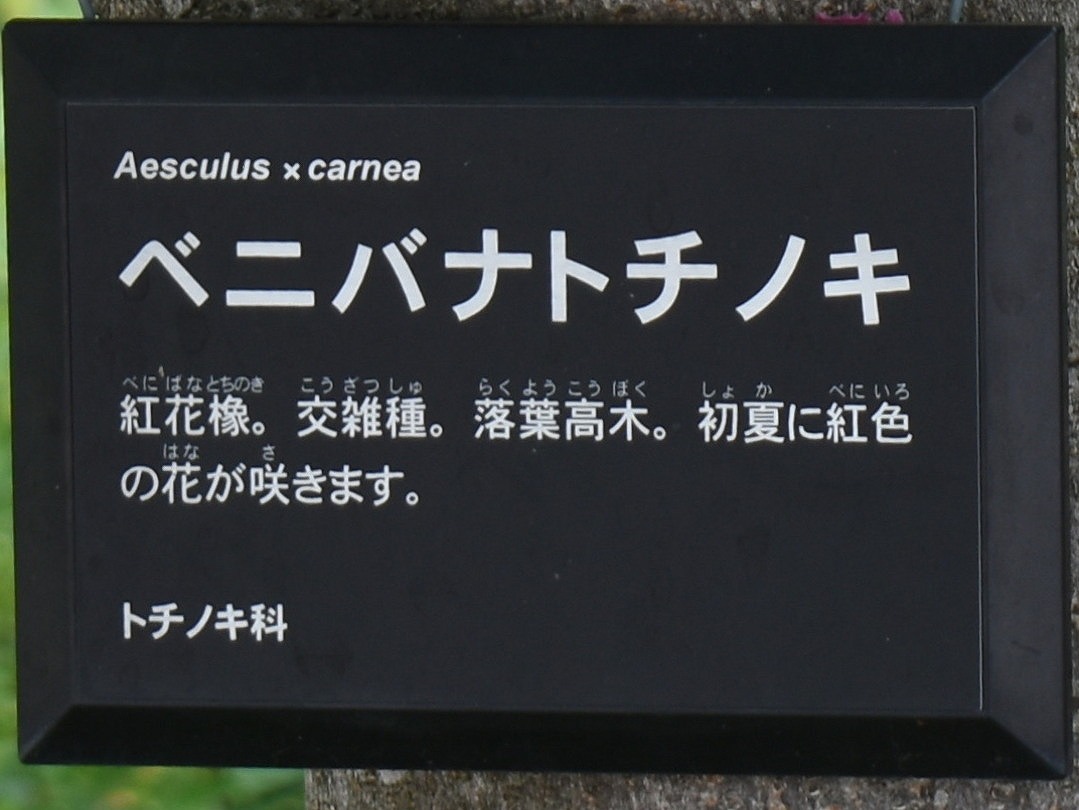 Aesculus × carnea
ベニバナトチノキ
べに ばな とちのき こう ざつ しゅ らく よう こう ぼく しょ か べに いろ
紅花橡。交雑種。落葉高木。初夏に紅色
はな さ
の花が咲きます。
トチノキ科